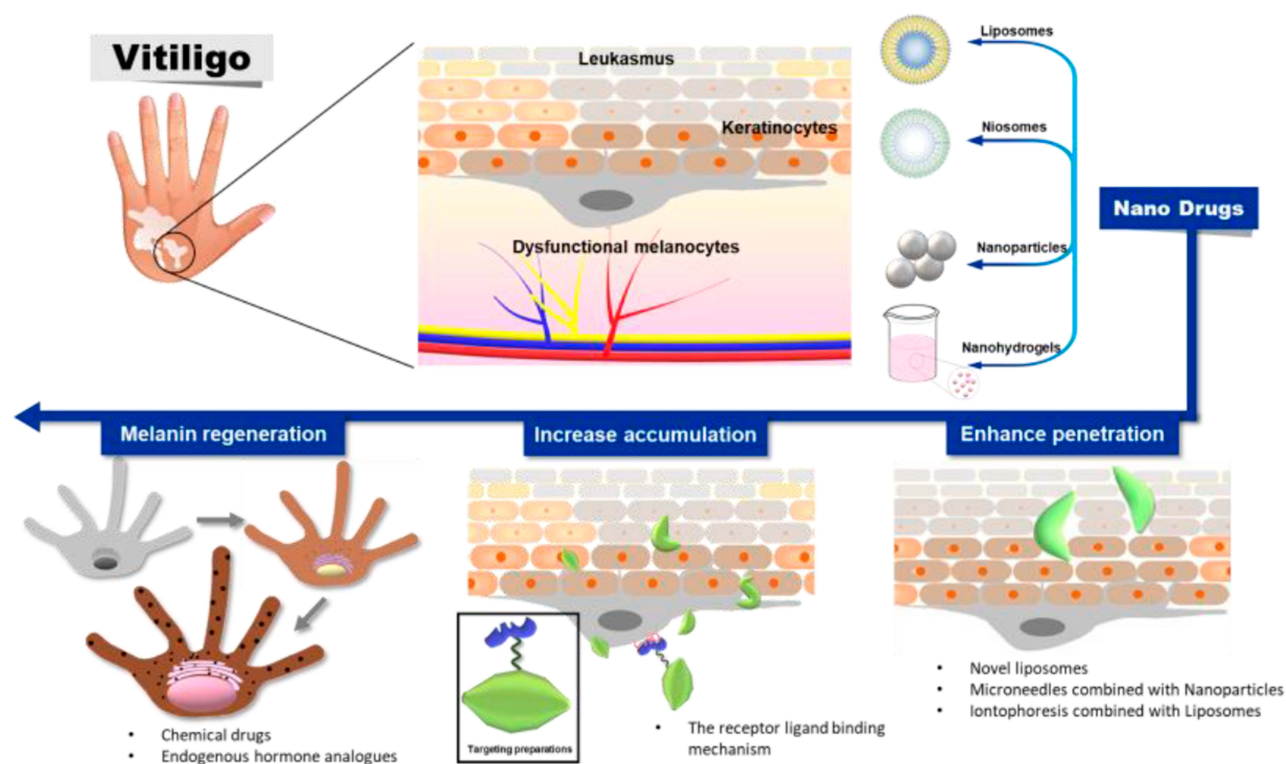 Vitiligo
Leukasmus
Keratinocytes
Dysfunctional melanocytes
Liposomes
Niosomes
Nanoparticles
Nanohydrogels
Nano Drugs
Melanin regeneration
Increase accumulation
Enhance penetration
• Chemical drugs
• Endogenous hormone analogues
Targeting preparations
• The receptor ligand binding
mechanism
• Novel liposomes
• Microneedles combined with Nanoparticles
• Iontophoresis combined with Liposomes